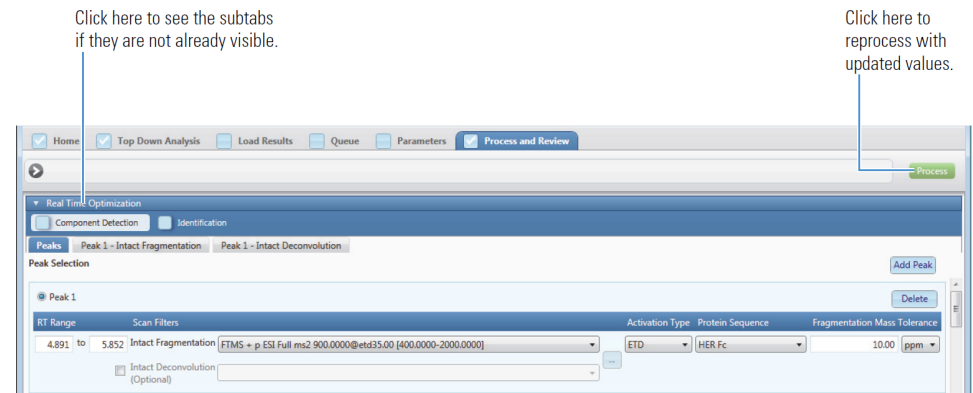 Click here to see the subtabs
if they are not already visible.
Click here to
reprocess with
updated values.
Home Top Down Analysis Load Results Queue Parameters Process and Review
Process
Real Time Optimization
Component Detection Identification
Peaks Peak 1 - Intact Fragmentation Peak 1 - Intact Deconvolution
Peak Selection Add Peak
Peak 1 Delete
RT Range Scan Filters Activation Type Protein Sequence Fragmentation Mass Tolerance
4.891 to 5.852 Intact Fragmentation FTMS + p ESI Full ms2 900.0000@etd35.00 [400.0000-2000.0000] ... ETD HER Fc 10.00 ppm
Intact Deconvolution
(Optional)